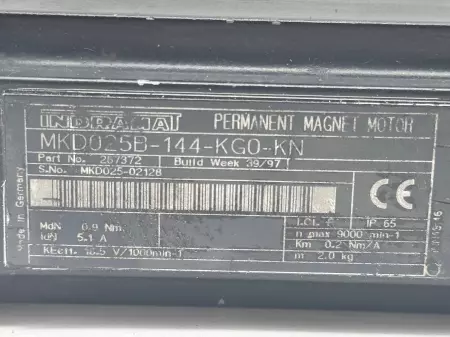 INDRAMAT PERMANENT MAGNET MOTOR
MKD025B-144-KG0-KN
Part No. 267372 Build Week 39/97
S.No. MKD025-02128
Made in Germany
CE
MdN 0.9 Nm I.Cl. F IP 65
IdN 5.1 A n max 9000 min-1
KEeff. 18.5 V/1000min-1 Km 0.2 Nm/A
m 2.0 kg